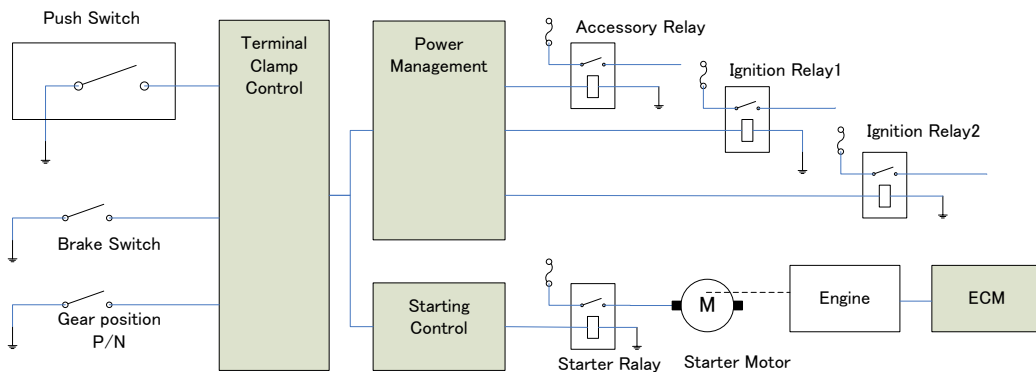 Push Switch
Terminal
Clamp
Control
Power
Management
Accessory Relay
Ignition Relay1
Ignition Relay2
Brake Switch
Gear position
P/N
Starting
Control
Starter Ralay
M
Starter Motor
Engine
ECM